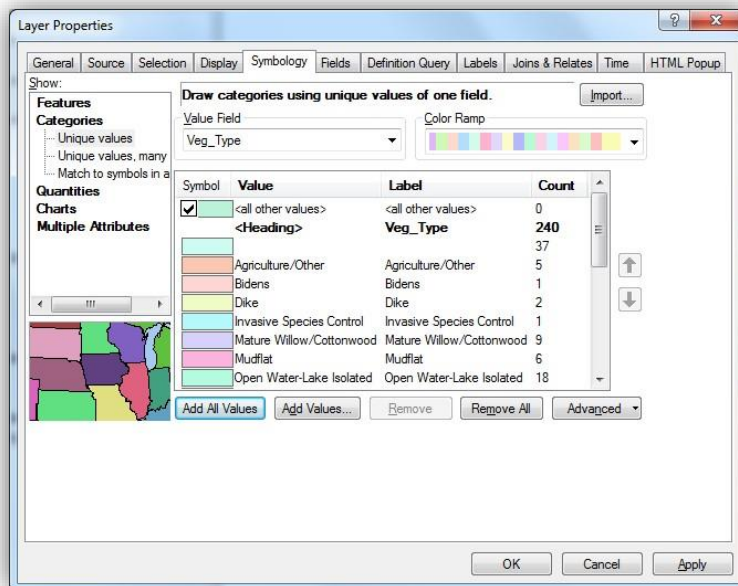 Layer Properties
General Source Selection Display Symbology Fields Definition Query Labels Joins & Relates Time HTML Popup
Show:
Features
Categories
Unique values
Unique values, many
Match to symbols in a
Quantities
Charts
Multiple Attributes
Draw categories using unique values of one field.
Import...
Value Field
Veg_Type
Color Ramp
Symbol Value Label Count
<all other values> <all other values> 0
<Heading> Veg_Type 240
37
Agriculture/Other Agriculture/Other 5
Bidens Bidens 1
Dike Dike 2
Invasive Species Control Invasive Species Control 1
Mature Willow/Cottonwood Mature Willow/Cottonwood 9
Mudflat Mudflat 6
Open Water-Lake Isolated Open Water-Lake Isolated 18
Add All Values Add Values... Remove Remove All Advanced
OK Cancel Apply